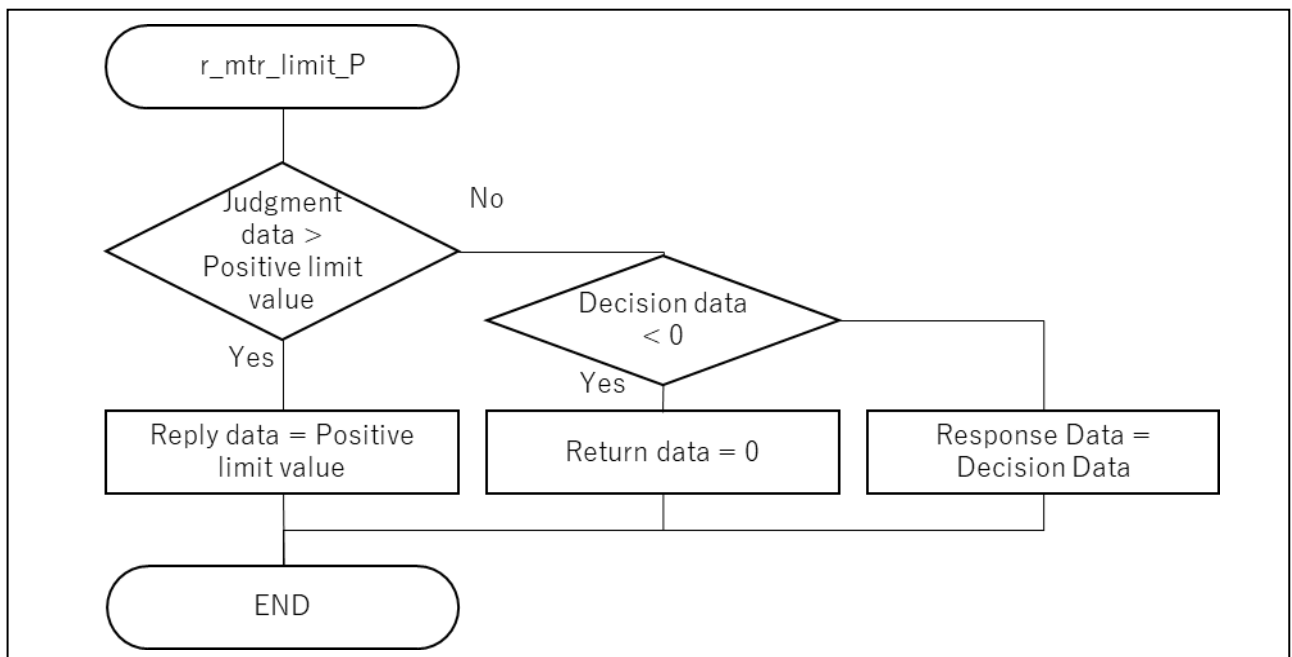 r_mtr_limit_P
Judgment
data >
Positive limit
value
No
Yes
Decision data
< 0
Yes
Reply data = Positive
limit value
Return data = 0
Response Data =
Decision Data
END